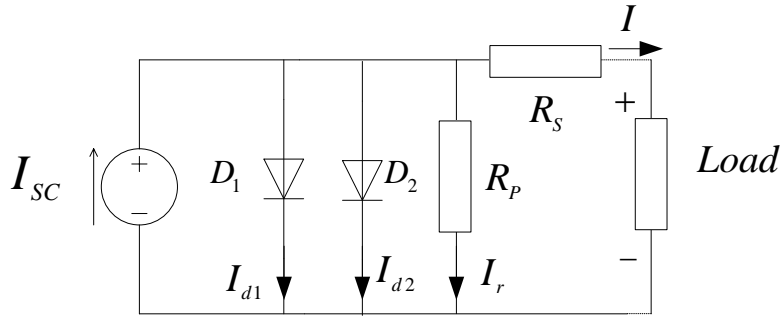 I
R_S
+
I_SC
+
−
D_1
D_2
R_P
Load
I_d1
I_d2
I_r
−